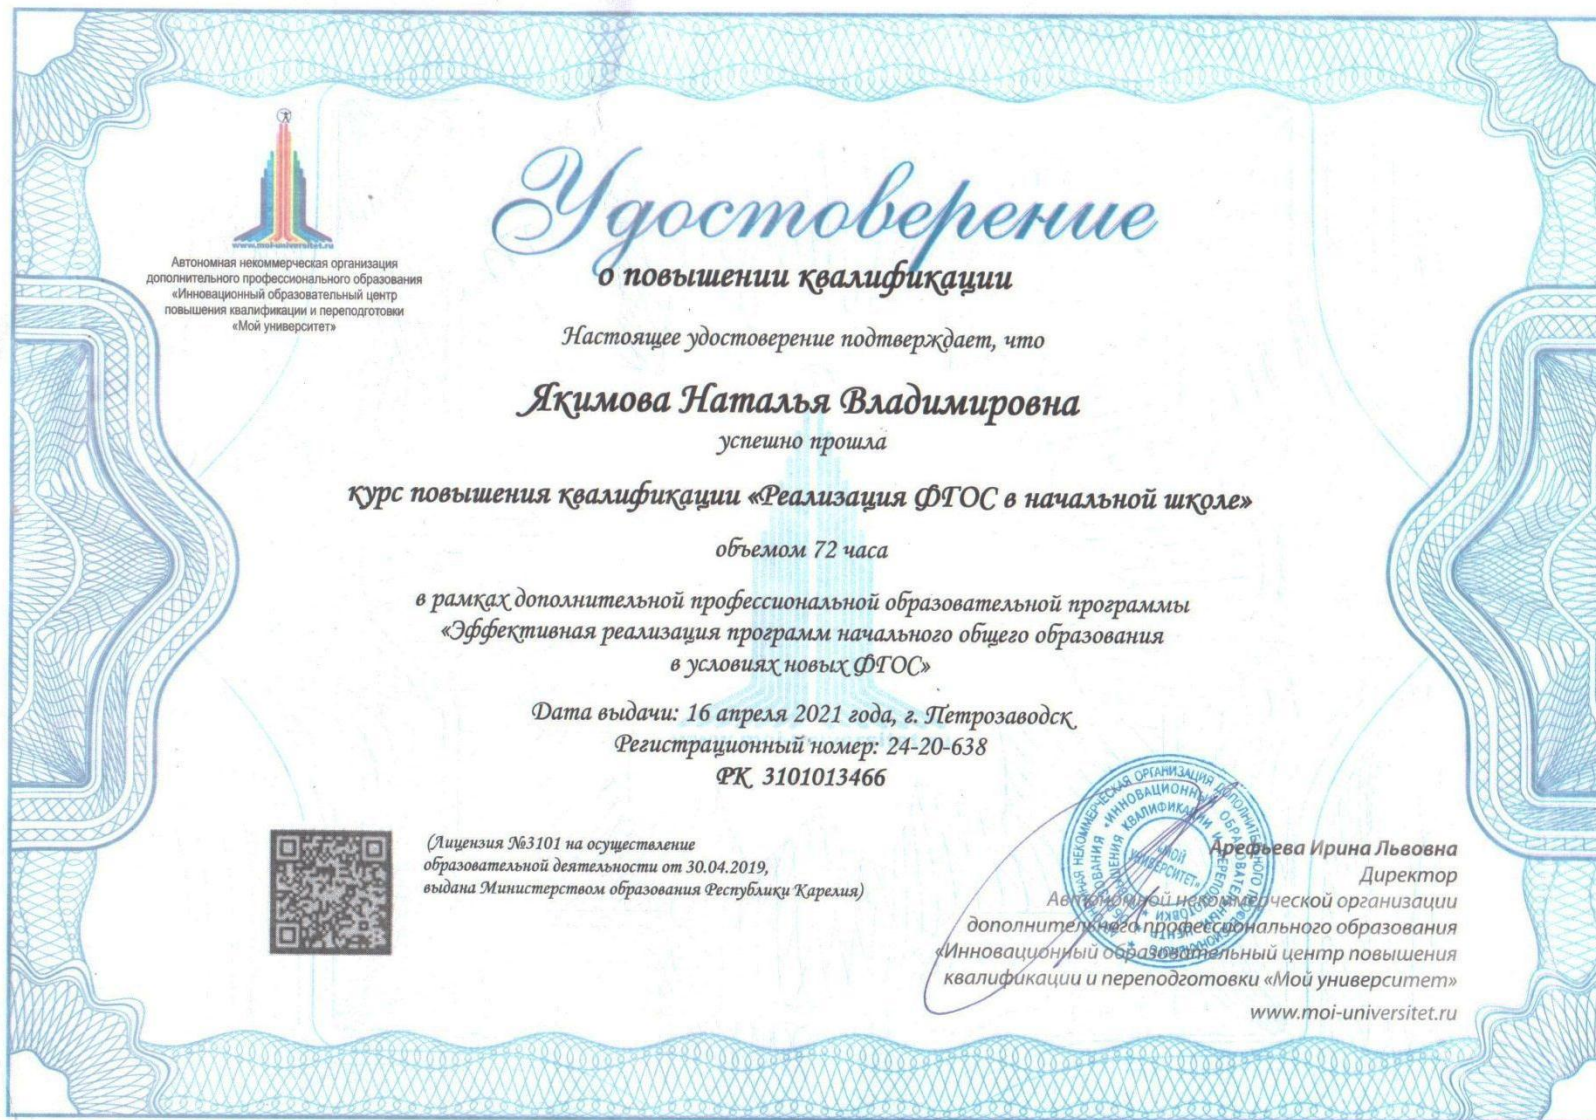 www.moi-universitet.ru
Автономная некоммерческая организация
дополнительного профессионального образования
«Инновационный образовательный центр
повышения квалификации и переподготовки
«Мой университет»
Удостоверение
о повышении квалификации
Настоящее удостоверение подтверждает, что
Якимова Наталья Владимировна
успешно прошла
курс повышения квалификации «Реализация ФГОС в начальной школе»
объемом 72 часа
в рамках дополнительной профессиональной образовательной программы
«Эффективная реализация программ начального общего образования
в условиях новых ФГОС»
Дата выдачи: 16 апреля 2021 года, г. Петрозаводск
Регистрационный номер: 24-20-638
РК 3101013466
(Лицензия №3101 на осуществление
образовательной деятельности от 30.04.2019,
выдана Министерством образования Республики Карелия)
Арефьева Ирина Львовна
Директор
Автономной некоммерческой организации
дополнительного профессионального образования
«Инновационный образовательный центр повышения
квалификации и переподготовки «Мой университет»
www.moi-universitet.ru
«МОЙ
УНИВЕРСИТЕТ»